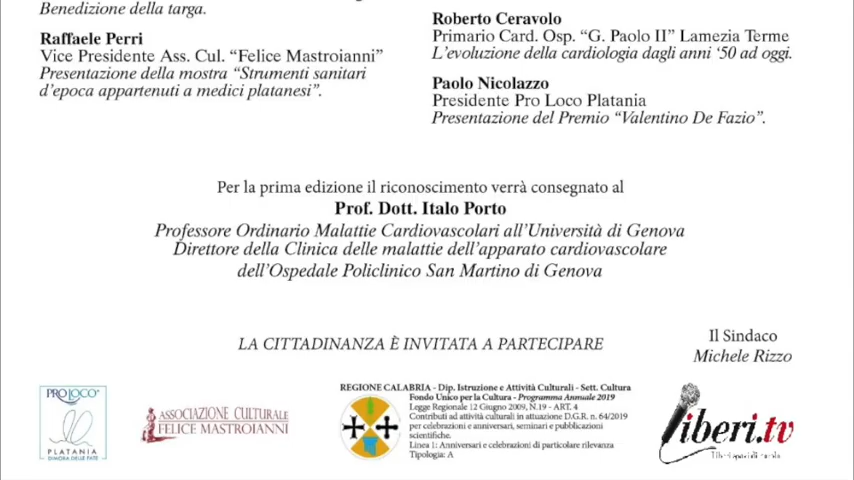 Benedizione della targa.
Raffaele Perri
Vice Presidente Ass. Cul. “Felice Mastroianni”
Presentazione della mostra “Strumenti sanitari
d’epoca appartenuti a medici platanesi”.
Roberto Ceravolo
Primario Card. Osp. “G. Paolo II” Lamezia Terme
L’evoluzione della cardiologia dagli anni ‘50 ad oggi.
Paolo Nicolazzo
Presidente Pro Loco Platania
Presentazione del Premio “Valentino De Fazio”.
Per la prima edizione il riconoscimento verrà consegnato al
Prof. Dott. Italo Porto
Professore Ordinario Malattie Cardiovascolari all’Università di Genova
Direttore della Clinica delle malattie dell’apparato cardiovascolare
dell’Ospedale Policlinico San Martino di Genova
LA CITTADINANZA È INVITATA A PARTECIPARE
Il Sindaco
Michele Rizzo
PROLOCO
PLATANIA
DIMORA DELLE FATE
ASSOCIAZIONE CULTURALE
FELICE MASTROIANNI
REGIONE CALABRIA - Dip. Istruzione e Attività Culturali - Sett. Cultura
Fondo Unico per la Cultura - Programma Annuale 2019
Legge Regionale 12 Giugno 2009, N.19 - ART. 4
Contributi ad attività culturali in attuazione D.G.R. n. 64/2019
per celebrazioni e anniversari, seminari e pubblicazioni
scientifiche.
Linea 1: Anniversari e celebrazioni di particolare rilevanza
Tipologia: A
liberi.tv